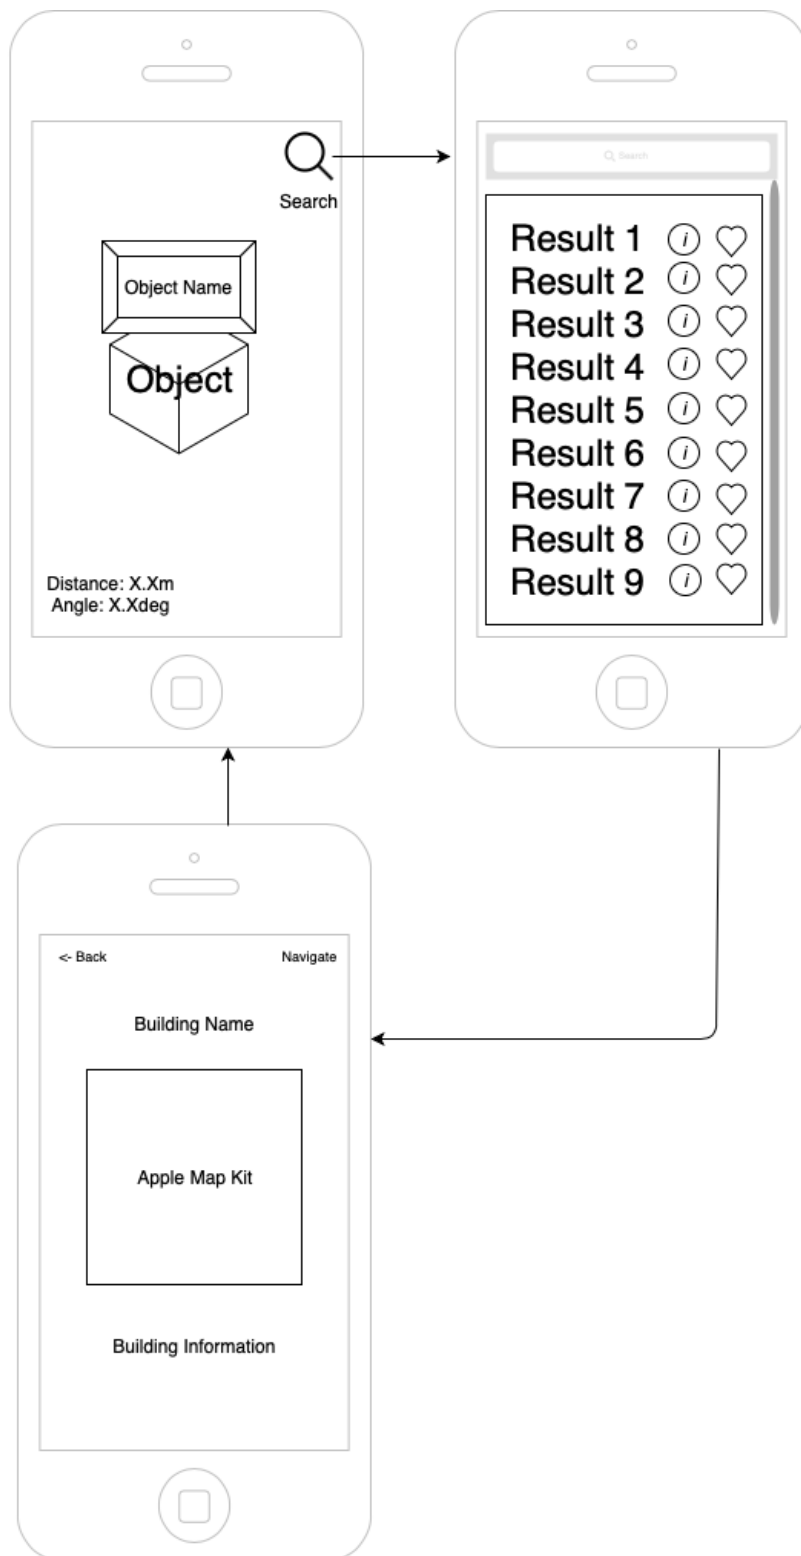 Search
Object Name
Object
Distance: X.Xm
Angle: X.Xdeg
Search
Result 1 i
Result 2 i
Result 3 i
Result 4 i
Result 5 i
Result 6 i
Result 7 i
Result 8 i
Result 9 i
<- Back
Navigate
Building Name
Apple Map Kit
Building Information